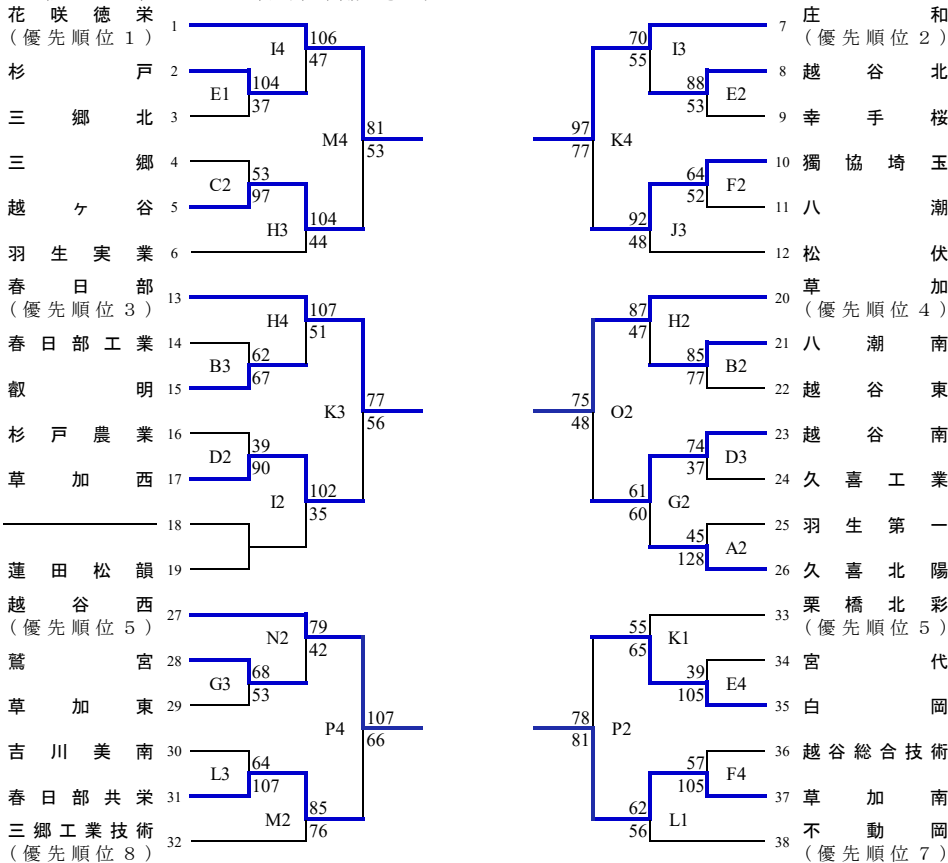 花咲徳栄 1
(優先順位 1)
I4 106
47
杉戸 2
E1 104
37
三郷北 3
M4 81
53
三郷 4
C2 53
97
越ヶ谷 5
H3 104
44
羽生実業 6
庄和 7
(優先順位 2)
70 I3
55
越谷北 8
88 E2
53
幸手桜 9
97 K4
77
獨協埼玉 10
64 F2
52
八潮 11
92 J3
48
松伏 12
春日部 13
(優先順位 3)
H4 107
51
春日部工業 14
B3 62
67
叡明 15
K3 77
56
杉戸農業 16
D2 39
90
草加西 17
I2 102
35
18
蓮田松韻 19
草加 20
(優先順位 4)
87 H2
47
八潮南 21
85 B2
77
越谷東 22
75 O2
48
越谷南 23
74 D3
37
久喜工業 24
61 G2
60
羽生第一 25
45 A2
128
久喜北陽 26
越谷西 27
(優先順位 5)
N2 79
42
鷲宮 28
G3 68
53
草加東 29
P4 107
66
吉川美南 30
L3 64
107
春日部共栄 31
M2 85
76
三郷工業技術 32
(優先順位 8)
栗橋北彩 33
(優先順位 5)
55 K1
65
宮代 34
39 E4
105
白岡 35
78 P2
81
越谷総合技術 36
57 F4
105
草加南 37
62 L1
56
不動岡 38
(優先順位 7)